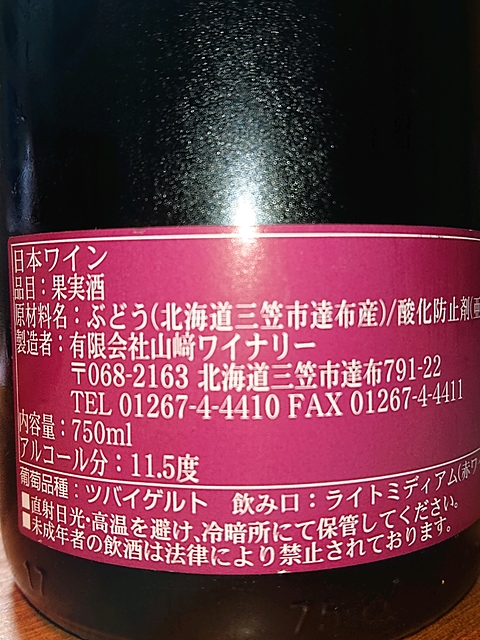 日本ワイン
品目：果実酒
原材料名：ぶどう(北海道三笠市達布産)/酸化防止剤(亜
製造者：有限会社山﨑ワイナリー
〒068-2163 北海道三笠市達布791-22
TEL 01267-4-4410 FAX 01267-4-4411
内容量：750ml
アルコール分：11.5度
葡萄品種：ツバイゲルト 飲み口：ライトミディアム(赤ワ
■直射日光・高温を避け、冷暗所にて保管してください。
■未成年者の飲酒は法律により禁止されております。
17